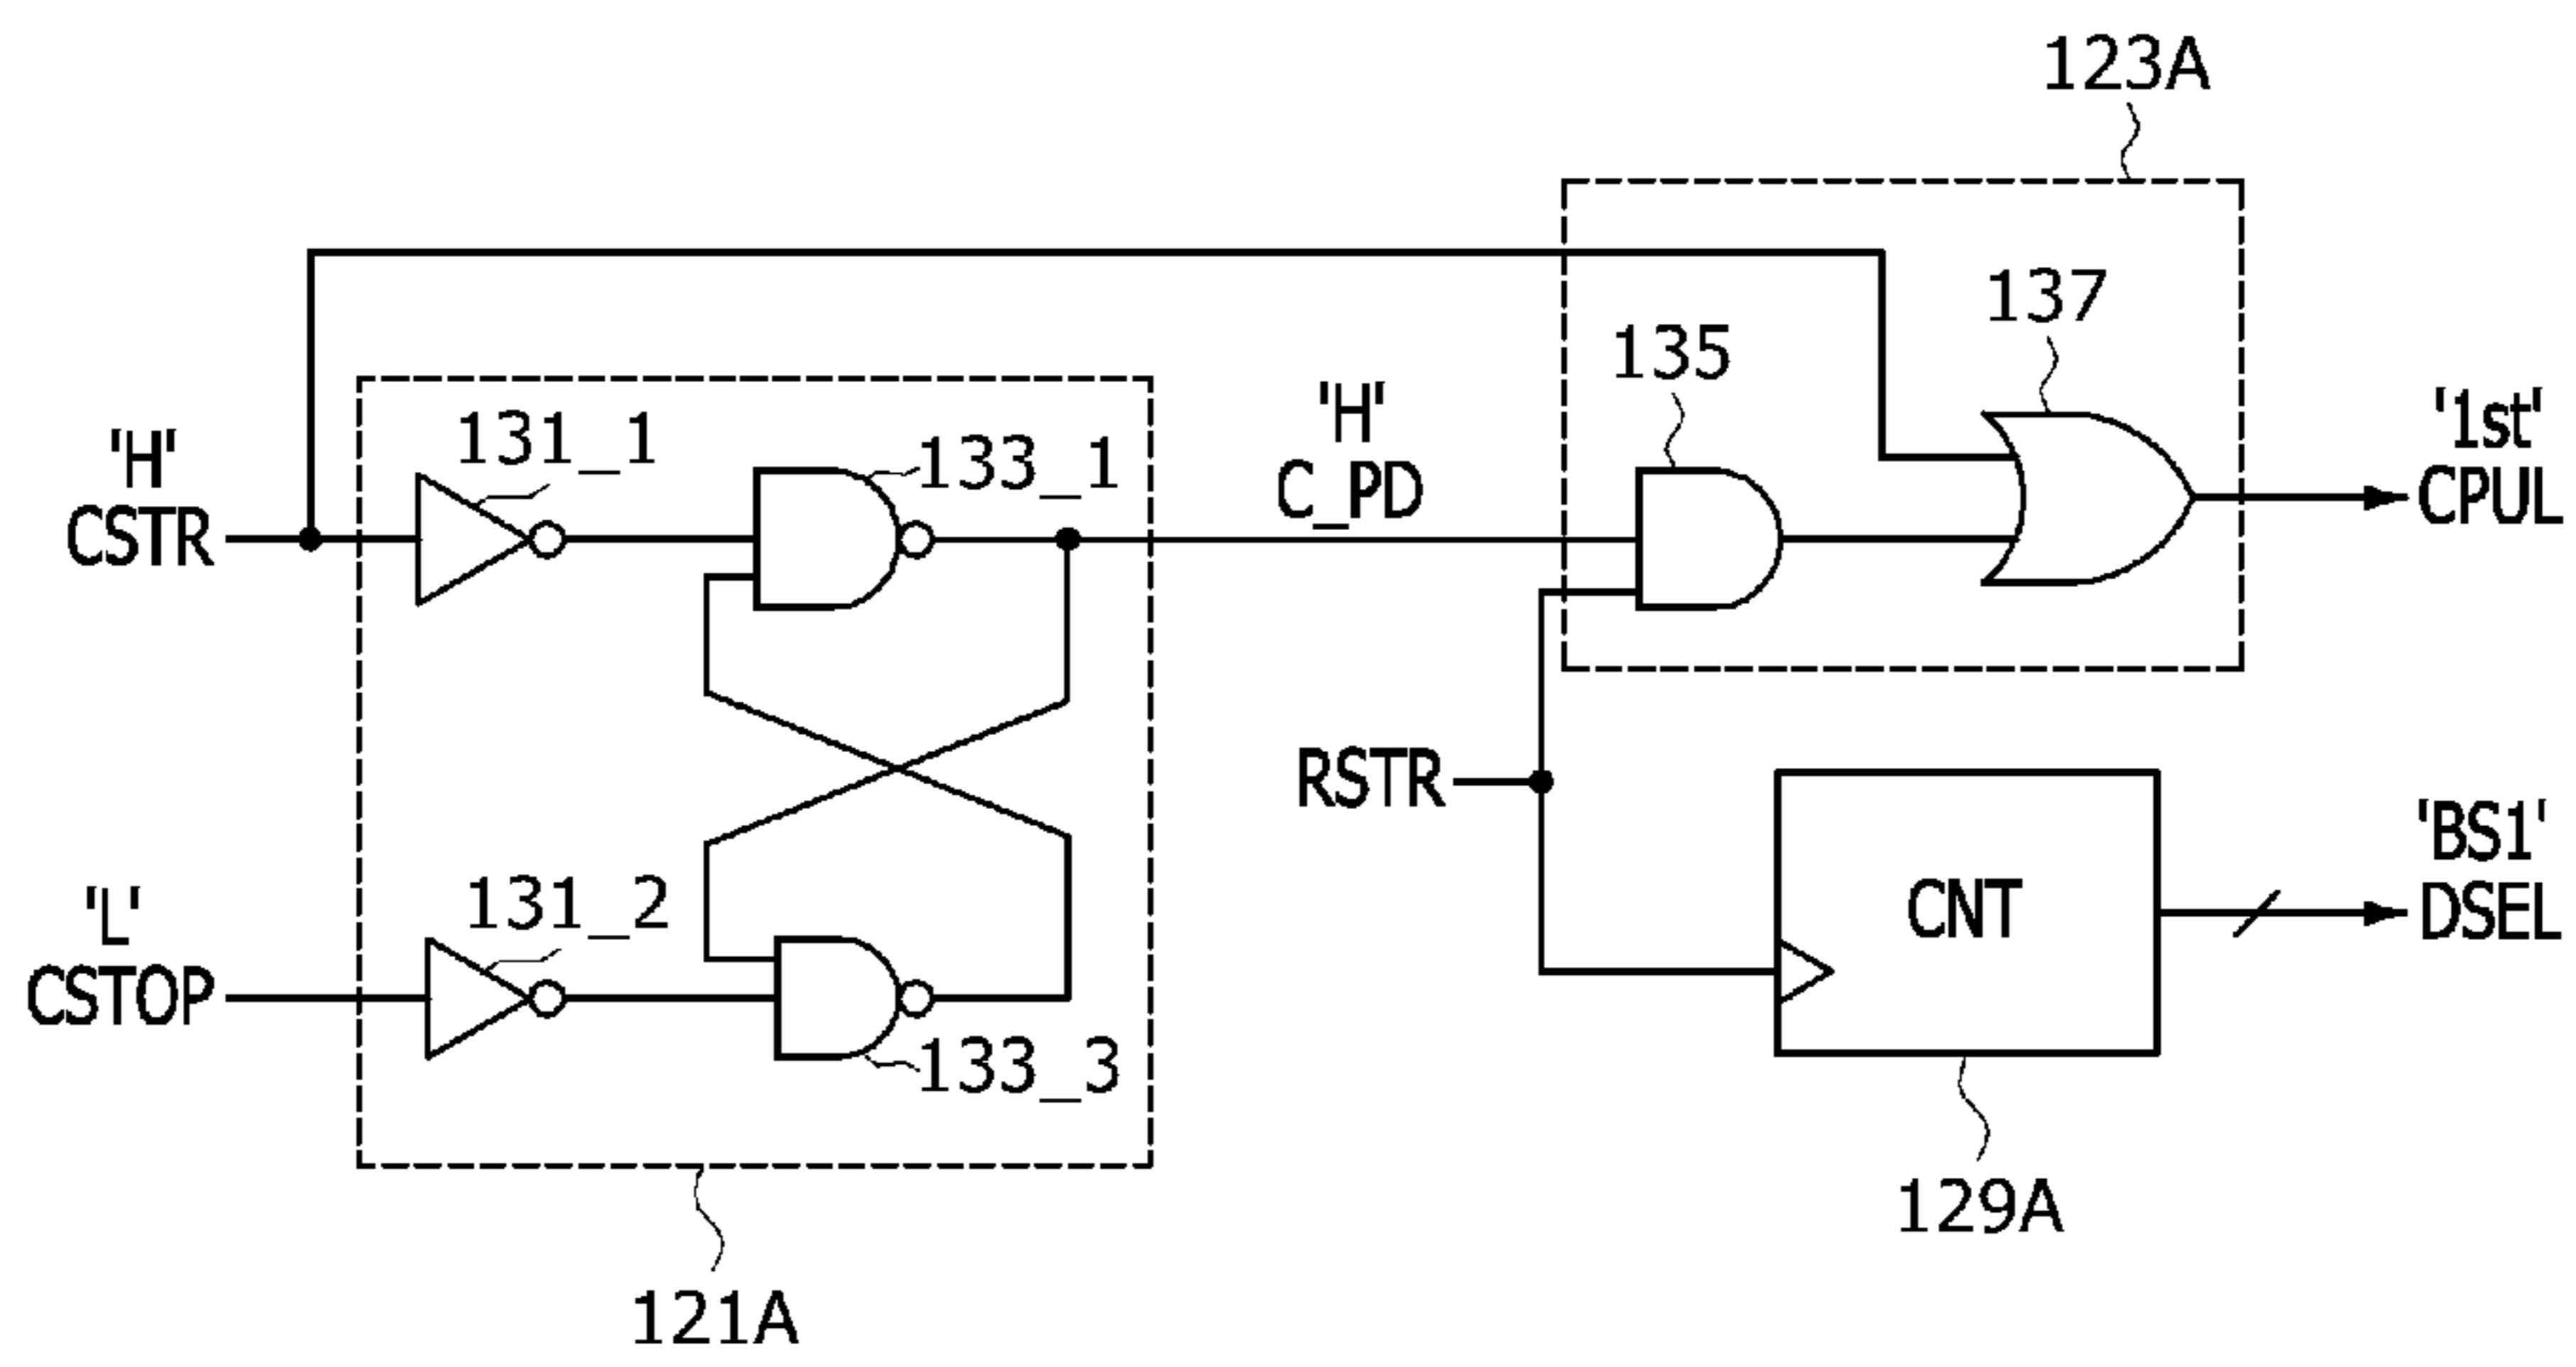 123A
137
135
'H'
CSTR
131_1
133_1
'H'
C_PD
'1st'
CPUL
RSTR
'L'
CSTOP
131_2
133_3
CNT
'BS1'
DSEL
129A
121A